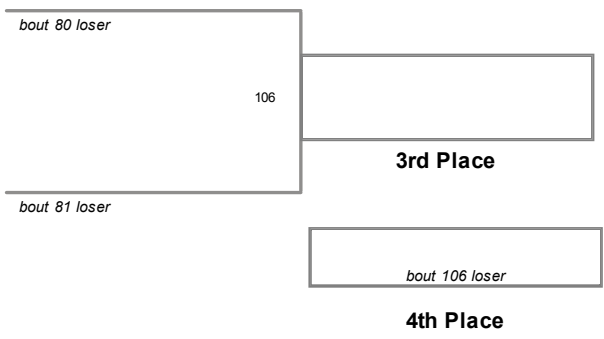 bout 80 loser
106
3rd Place
bout 81 loser
bout 106 loser
4th Place